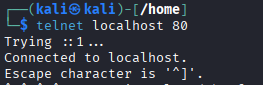 ┌──(kali㉿kali)-[/home]
└─$ telnet localhost 80
Trying ::1...
Connected to localhost.
Escape character is '^]'.